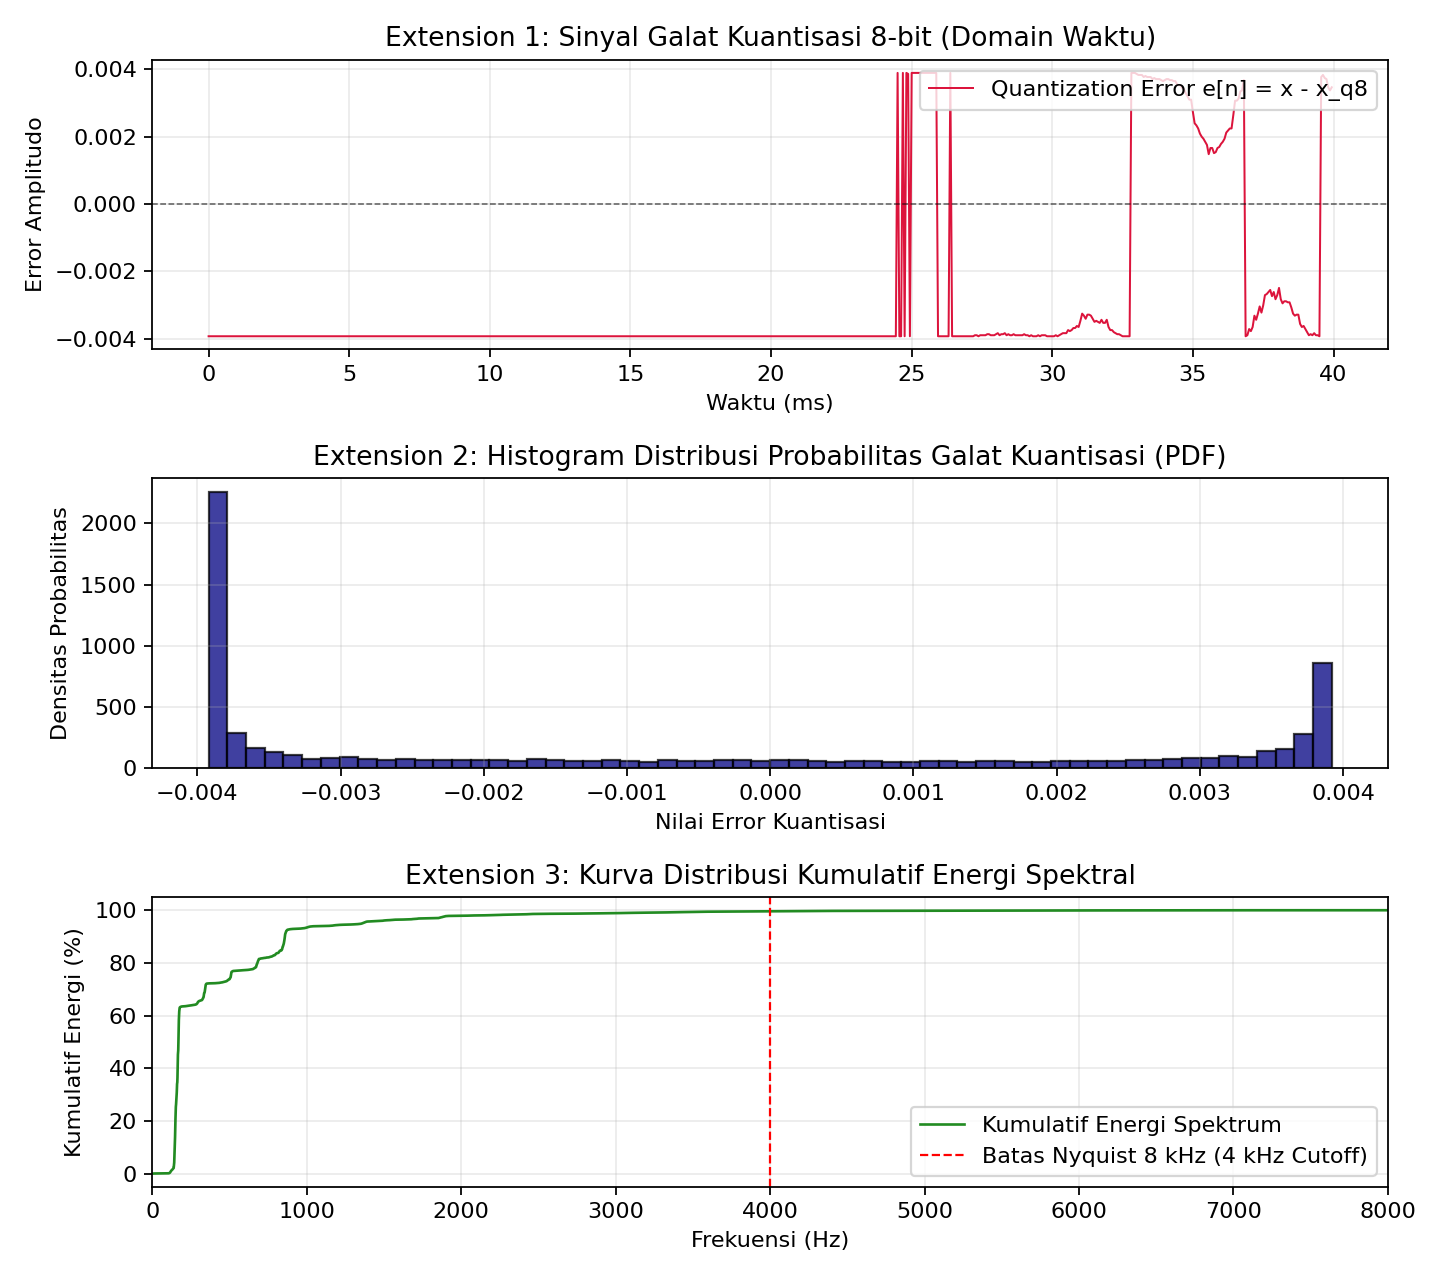 Extension 1: Sinyal Galat Kuantisasi 8-bit (Domain Waktu)
Error Amplitudo
0.004
0.002
0.000
−0.002
−0.004
Quantization Error e[n] = x - x_q8
0 5 10 15 20 25 30 35 40
Waktu (ms)
Extension 2: Histogram Distribusi Probabilitas Galat Kuantisasi (PDF)
Densitas Probabilitas
2000
1500
1000
500
0
−0.004 −0.003 −0.002 −0.001 0.000 0.001 0.002 0.003 0.004
Nilai Error Kuantisasi
Extension 3: Kurva Distribusi Kumulatif Energi Spektral
Kumulatif Energi (%)
100
80
60
40
20
0
Kumulatif Energi Spektrum
Batas Nyquist 8 kHz (4 kHz Cutoff)
0 1000 2000 3000 4000 5000 6000 7000 8000
Frekuensi (Hz)